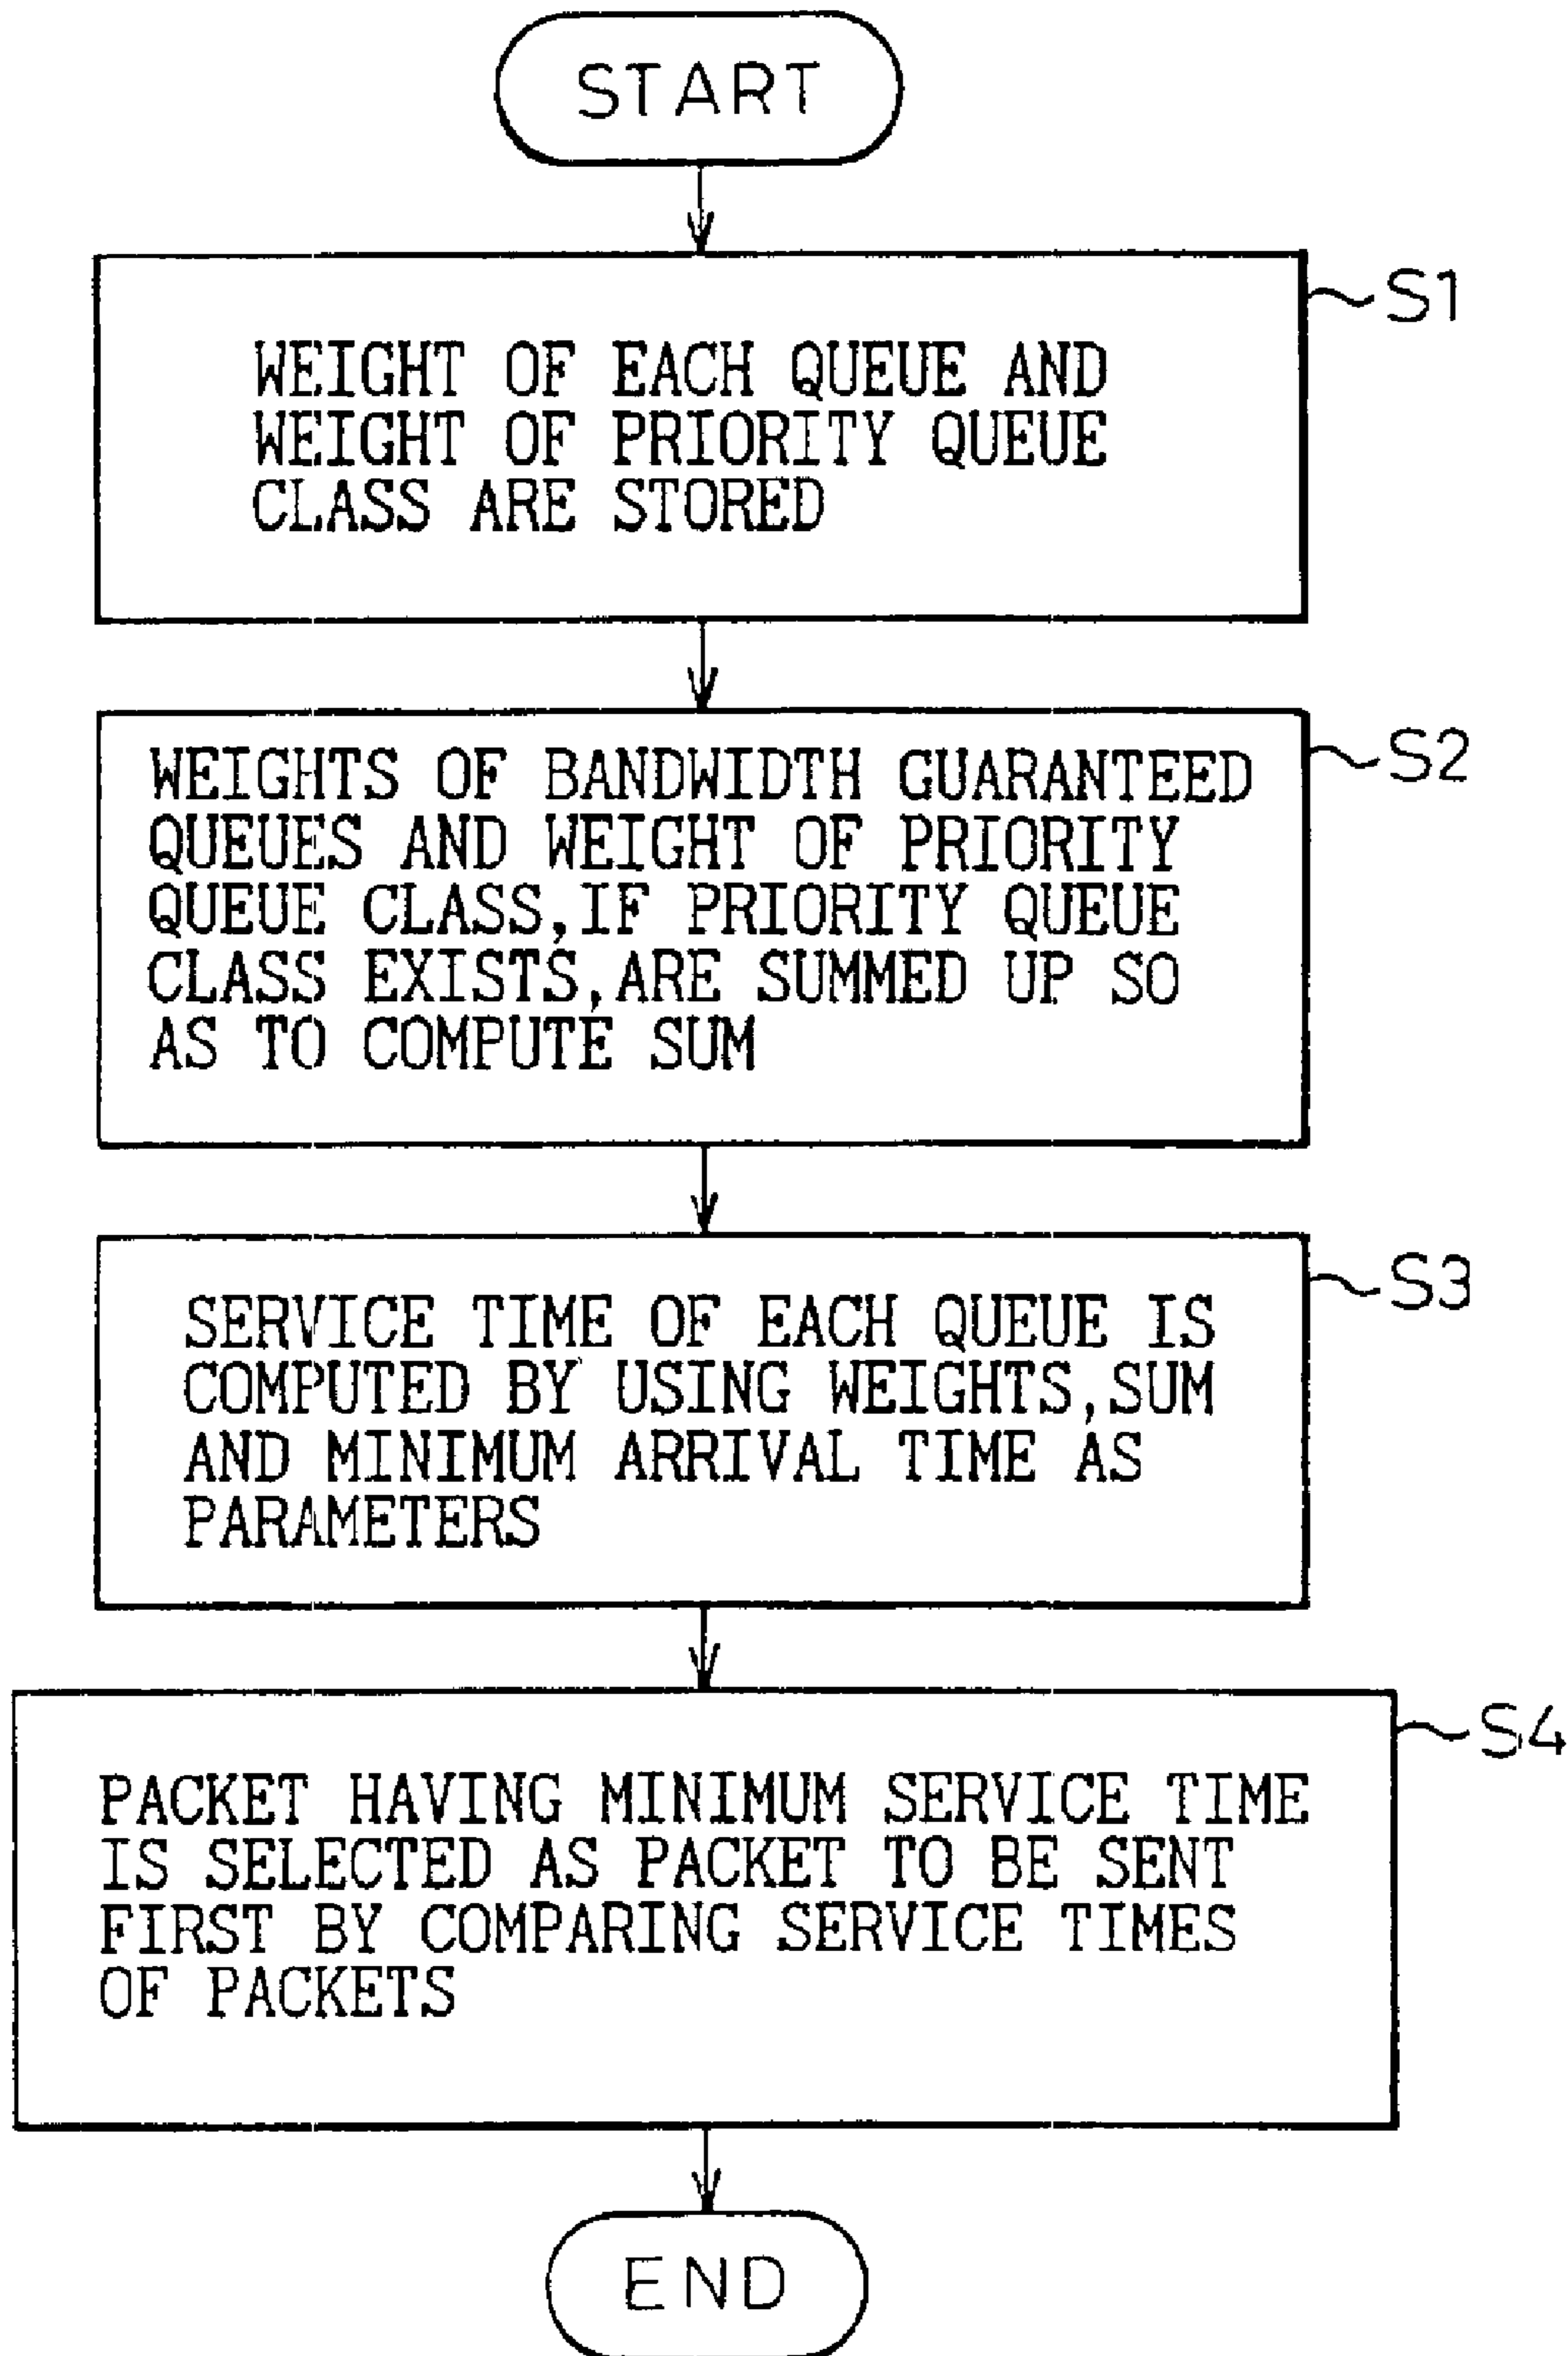 START
S1
WEIGHT OF EACH QUEUE AND
WEIGHT OF PRIORITY QUEUE
CLASS ARE STORED
S2
WEIGHTS OF BANDWIDTH GUARANTEED
QUEUES AND WEIGHT OF PRIORITY
QUEUE CLASS,IF PRIORITY QUEUE
CLASS EXISTS,ARE SUMMED UP SO
AS TO COMPUTE SUM
S3
SERVICE TIME OF EACH QUEUE IS
COMPUTED BY USING WEIGHTS,SUM
AND MINIMUM ARRIVAL TIME AS
PARAMETERS
S4
PACKET HAVING MINIMUM SERVICE TIME
IS SELECTED AS PACKET TO BE SENT
FIRST BY COMPARING SERVICE TIMES
OF PACKETS
END